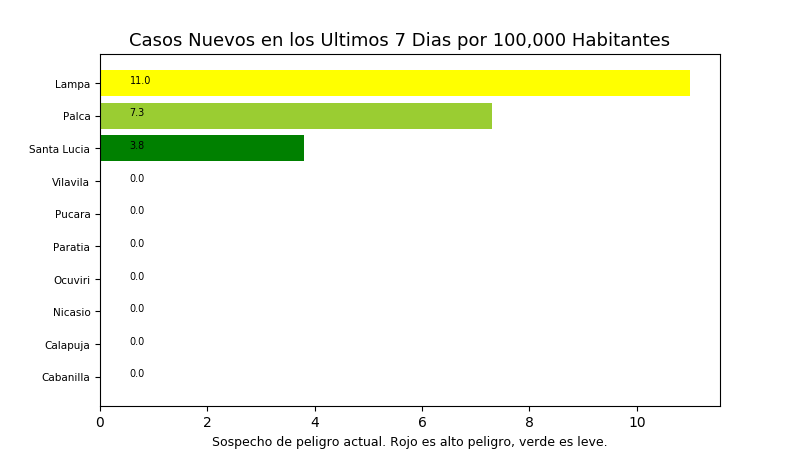 Casos Nuevos en los Ultimos 7 Dias por 100,000 Habitantes
Lampa 11.0
Palca 7.3
Santa Lucia 3.8
Vilavila 0.0
Pucara 0.0
Paratia 0.0
Ocuviri 0.0
Nicasio 0.0
Calapuja 0.0
Cabanilla 0.0
0 2 4 6 8 10
Sospecho de peligro actual. Rojo es alto peligro, verde es leve.